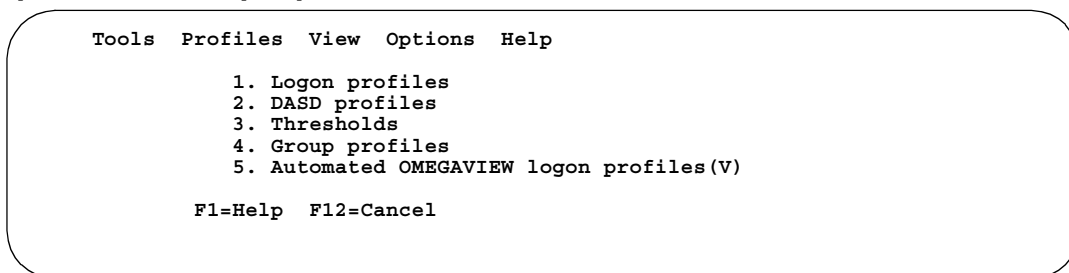 Tools Profiles View Options Help
1. Logon profiles
2. DASD profiles
3. Thresholds
4. Group profiles
5. Automated OMEGAVIEW logon profiles(V)
F1=Help F12=Cancel